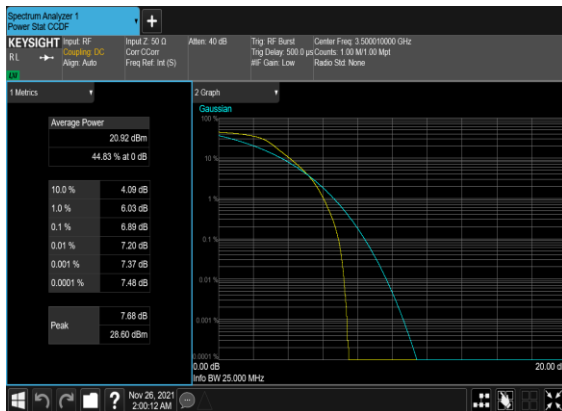 Spectrum Analyzer 1
Power Stat CCDF
KEYSIGHT Input: RF Input Z: 50 Ω Atten: 40 dB Trig: RF Burst Center Freq: 3.500010000 GHz
RL Coupling: DC Corr CCorr Trig Delay: 500.0 µs Counts: 1.00 M/1.00 Mpt
Align: Auto Freq Ref: Int (S) #IF Gain: Low Radio Std: None
1 Metrics
2 Graph
Gaussian
Average Power
20.92 dBm
44.83 % at 0 dB
10.0 % 4.09 dB
1.0 % 6.03 dB
0.1 % 6.89 dB
0.01 % 7.20 dB
0.001 % 7.37 dB
0.0001 % 7.48 dB
Peak 7.68 dB
28.60 dBm
100 %
10 %
1 %
0.1 %
0.01 %
0.001 %
0.0001 %
0.00 dB 20.00 d
Info BW 25.000 MHz
? Nov 26, 2021
2:00:12 AM